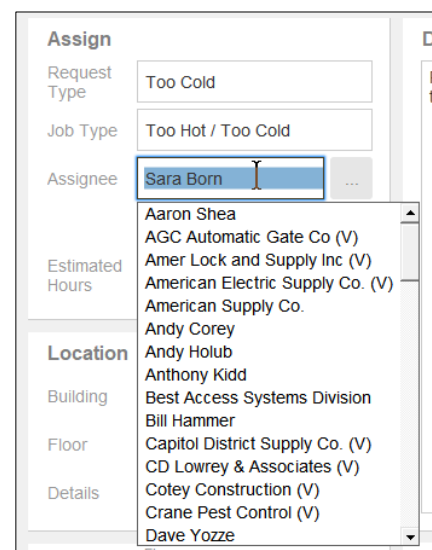 Assign
Request
Type
Too Cold
Job Type
Too Hot / Too Cold
Assignee
Sara Born
...
Aaron Shea
AGC Automatic Gate Co (V)
Amer Lock and Supply Inc (V)
American Electric Supply Co. (V)
American Supply Co.
Andy Corey
Andy Holub
Anthony Kidd
Best Access Systems Division
Bill Hammer
Capitol District Supply Co. (V)
CD Lowrey & Associates (V)
Cotey Construction (V)
Crane Pest Control (V)
Dave Yozze
Estimated
Hours
Location
Building
Floor
Details